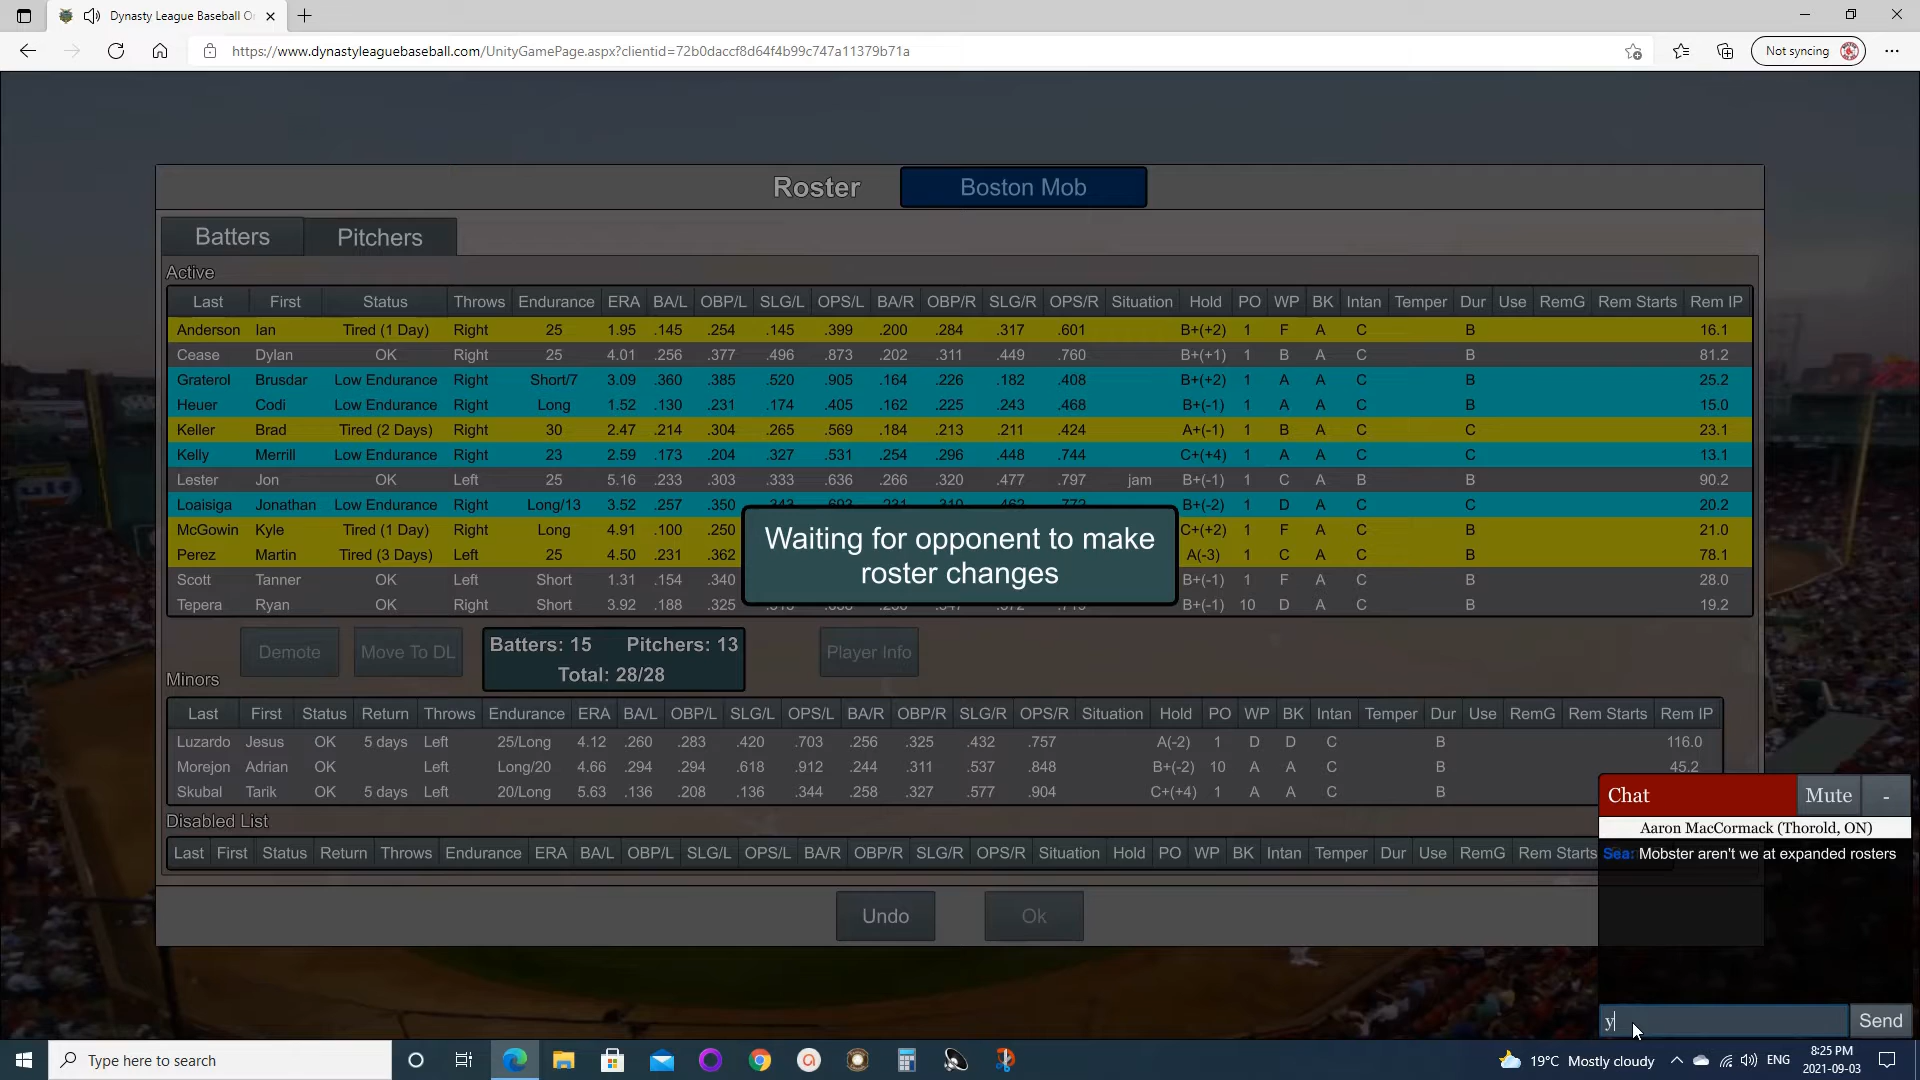 Dynasty League Baseball O
https://www.dynastyleaguebaseball.com/UnityGamePage.aspx?clientid=72b0daccf8d64f4b99c747a11379b71a
Not syncing
Roster Boston Mob
Batters Pitchers
Active
Last First Status Throws Endurance ERA BA/L OBP/L SLG/L OPS/L BA/R OBP/R SLG/R OPS/R Situation Hold PO WP BK Intan Temper Dur Use RemG Rem Starts Rem IP
Anderson Ian Tired (1 Day) Right 25 1.95 .145 .254 .145 .399 .200 .284 .317 .601 B+(+2) 1 F A C B 16.1
Cease Dylan OK Right 25 4.01 .256 .377 .496 .873 .202 .311 .449 .760 B+(+1) 1 B A C B 81.2
Graterol Brusdar Low Endurance Right Short/7 3.09 .360 .385 .520 .905 .164 .226 .182 .408 B+(+2) 1 A A C B 25.2
Heuer Codi Low Endurance Right Long 1.52 .130 .231 .174 .405 .162 .225 .243 .468 B+(-1) 1 A A C B 15.0
Keller Brad Tired (2 Days) Right 30 2.47 .214 .304 .265 .569 .184 .213 .211 .424 A+(-1) 1 B A C C 23.1
Kelly Merrill Low Endurance Right 23 2.59 .173 .204 .327 .531 .254 .296 .448 .744 C+(+4) 1 A A C C 13.1
Lester Jon OK Left 25 5.16 .233 .303 .333 .636 .266 .320 .477 .797 jam B+(-1) 1 C A B B 90.2
Loaisiga Jonathan Low Endurance Right Long/13 3.52 .257 .350 B+(-2) 1 D A C C 20.2
McGowin Kyle Tired (1 Day) Right Long 4.91 .100 .250 C+(+2) 1 F A C B 21.0
Perez Martin Tired (3 Days) Left 25 4.50 .231 .362 A(-3) 1 C A C B 78.1
Scott Tanner OK Left Short 1.31 .154 .340 B+(-1) 1 F A C B 28.0
Tepera Ryan OK Right Short 3.92 .188 .325 B+(-1) 10 D A C B 19.2
Waiting for opponent to make
roster changes
Demote Move To DL Batters: 15 Pitchers: 13 Player Info
Total: 28/28
Minors
Last First Status Return Throws Endurance ERA BA/L OBP/L SLG/L OPS/L BA/R OBP/R SLG/R OPS/R Situation Hold PO WP BK Intan Temper Dur Use RemG Rem Starts Rem IP
Luzardo Jesus OK 5 days Left 25/Long 4.12 .260 .283 .420 .703 .256 .325 .432 .757 A(-2) 1 D D C B 116.0
Morejon Adrian OK Left Long/20 4.66 .294 .294 .618 .912 .244 .311 .537 .848 B+(-2) 10 A A C B 45.2
Skubal Tarik OK 5 days Left 20/Long 5.63 .136 .208 .136 .344 .258 .327 .577 .904 C+(+4) 1 A A C B
Disabled List
Last First Status Return Throws Endurance ERA BA/L OBP/L SLG/L OPS/L BA/R OBP/R SLG/R OPS/R Situation Hold PO WP BK Intan Temper Dur Use RemG Rem Starts
Undo Ok
Chat Mute -
Aaron MacCormack (Thorold, ON)
Sea: Mobster aren't we at expanded rosters
y
Send
Type here to search
19°C Mostly cloudy
ENG
8:25 PM
2021-09-03